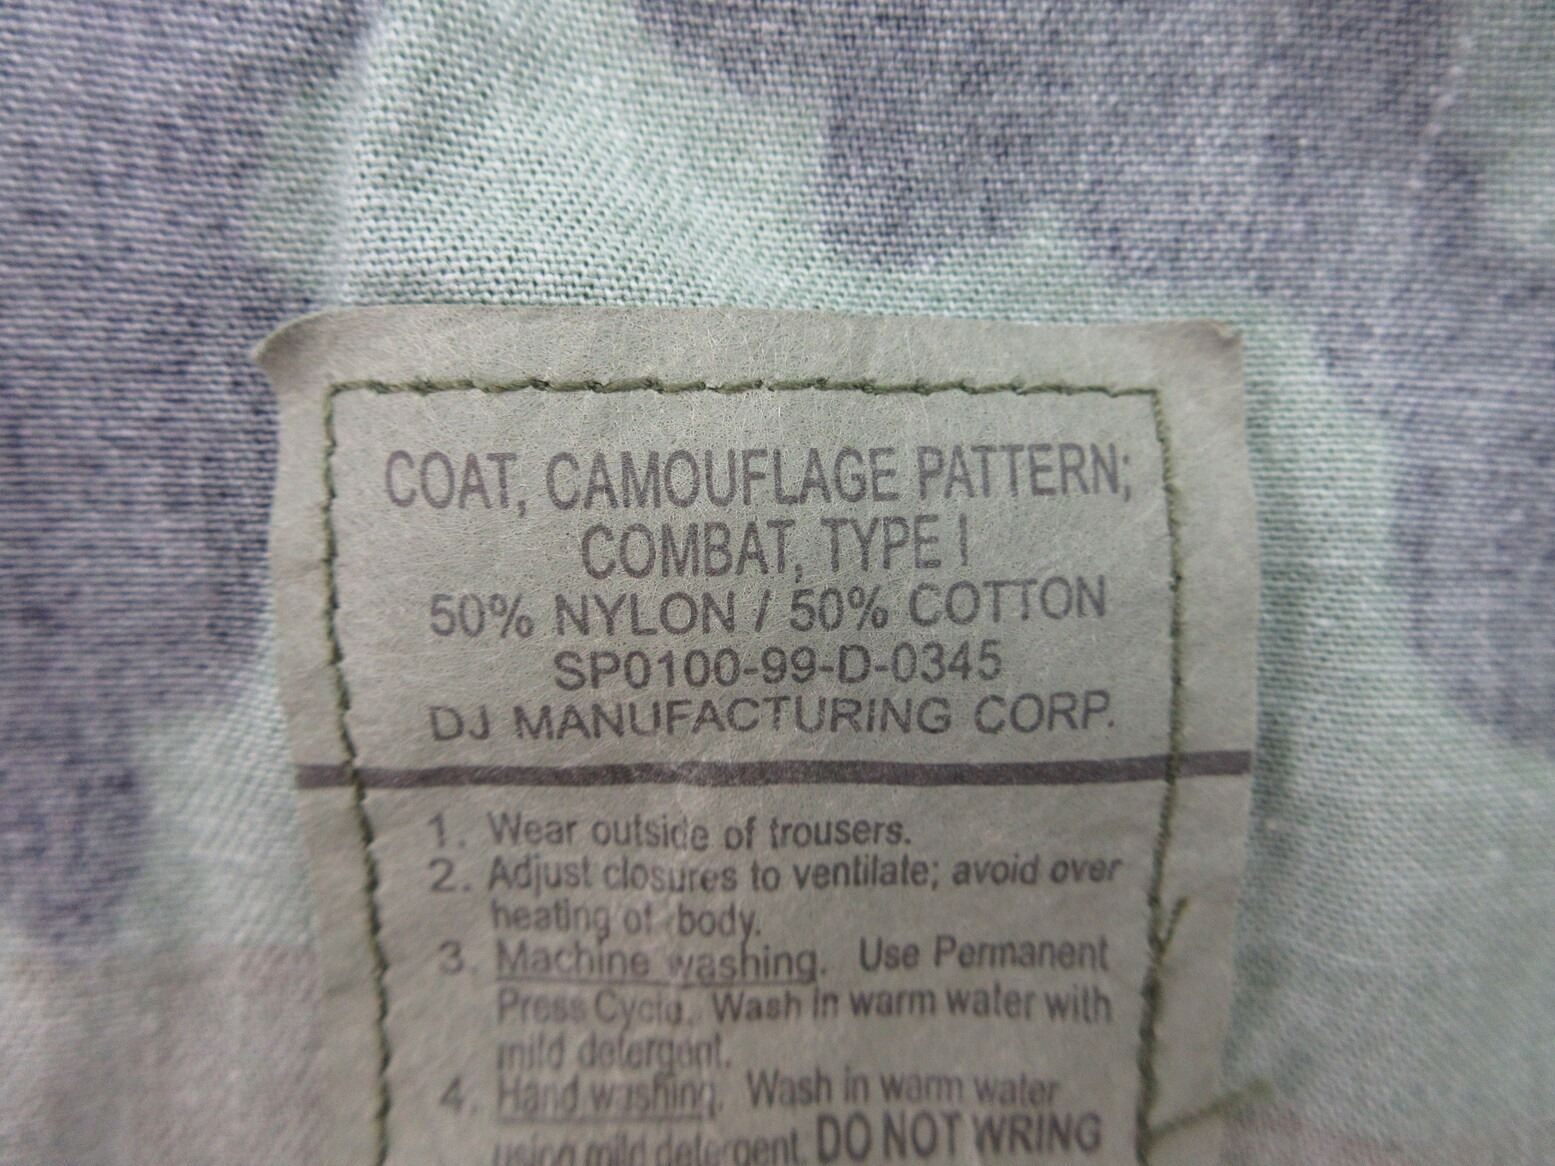 COAT, CAMOUFLAGE PATTERN;
COMBAT, TYPE I
50% NYLON / 50% COTTON
SP0100-99-D-0345
DJ MANUFACTURING CORP.
1. Wear outside of trousers.
2. Adjust closures to ventilate; avoid over
heating of body.
3. Machine washing. Use Permanent
Press Cycle. Wash in warm water with
mild detergent.
4. Hand washing. Wash in warm water
using mild detergent. DO NOT WRING